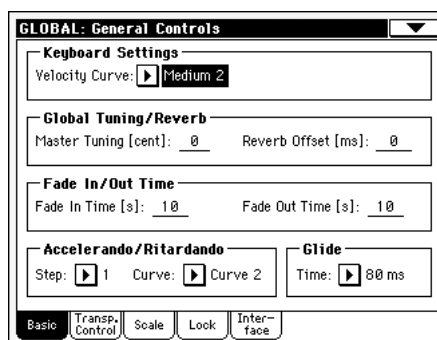 GLOBAL: General Controls
Keyboard Settings
Velocity Curve: Medium 2
Global Tuning/Reverb
Master Tuning [cent]: 0 Reverb Offset [ms]: 0
Fade In/Out Time
Fade In Time [s]: 10 Fade Out Time [s]: 10
Accelerando/Ritardando Glide
Step: 1 Curve: Curve 2 Time: 80 ms
Basic Transp. Control Scale Lock Inter-face